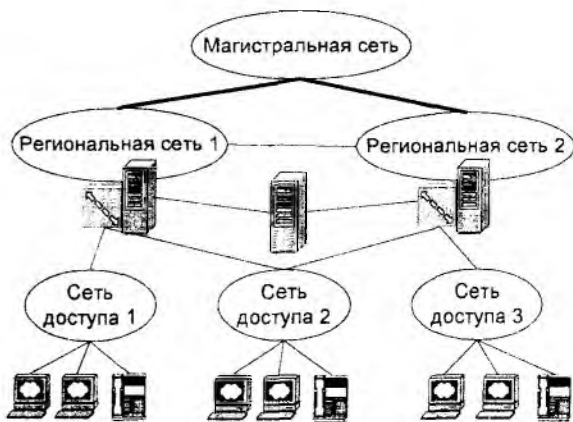 Магистральная сеть
Региональная сеть 1
Региональная сеть 2
Сеть
доступа 1
Сеть
доступа 2
Сеть
доступа 3